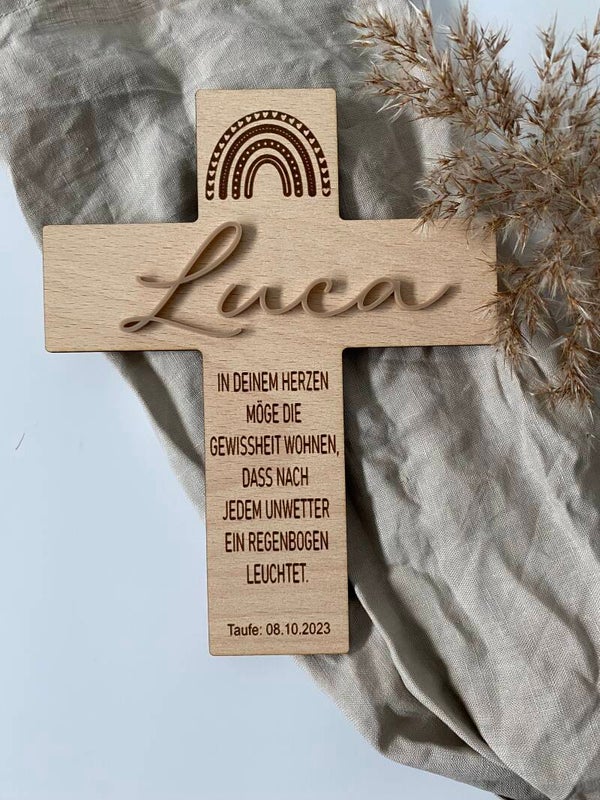 Luca
IN DEINEM HERZEN
MÖGE DIE
GEWISSHEIT WOHNEN,
DASS NACH
JEDEM UNWETTER
EIN REGENBOGEN
LEUCHTET.
Taufe: 08.10.2023